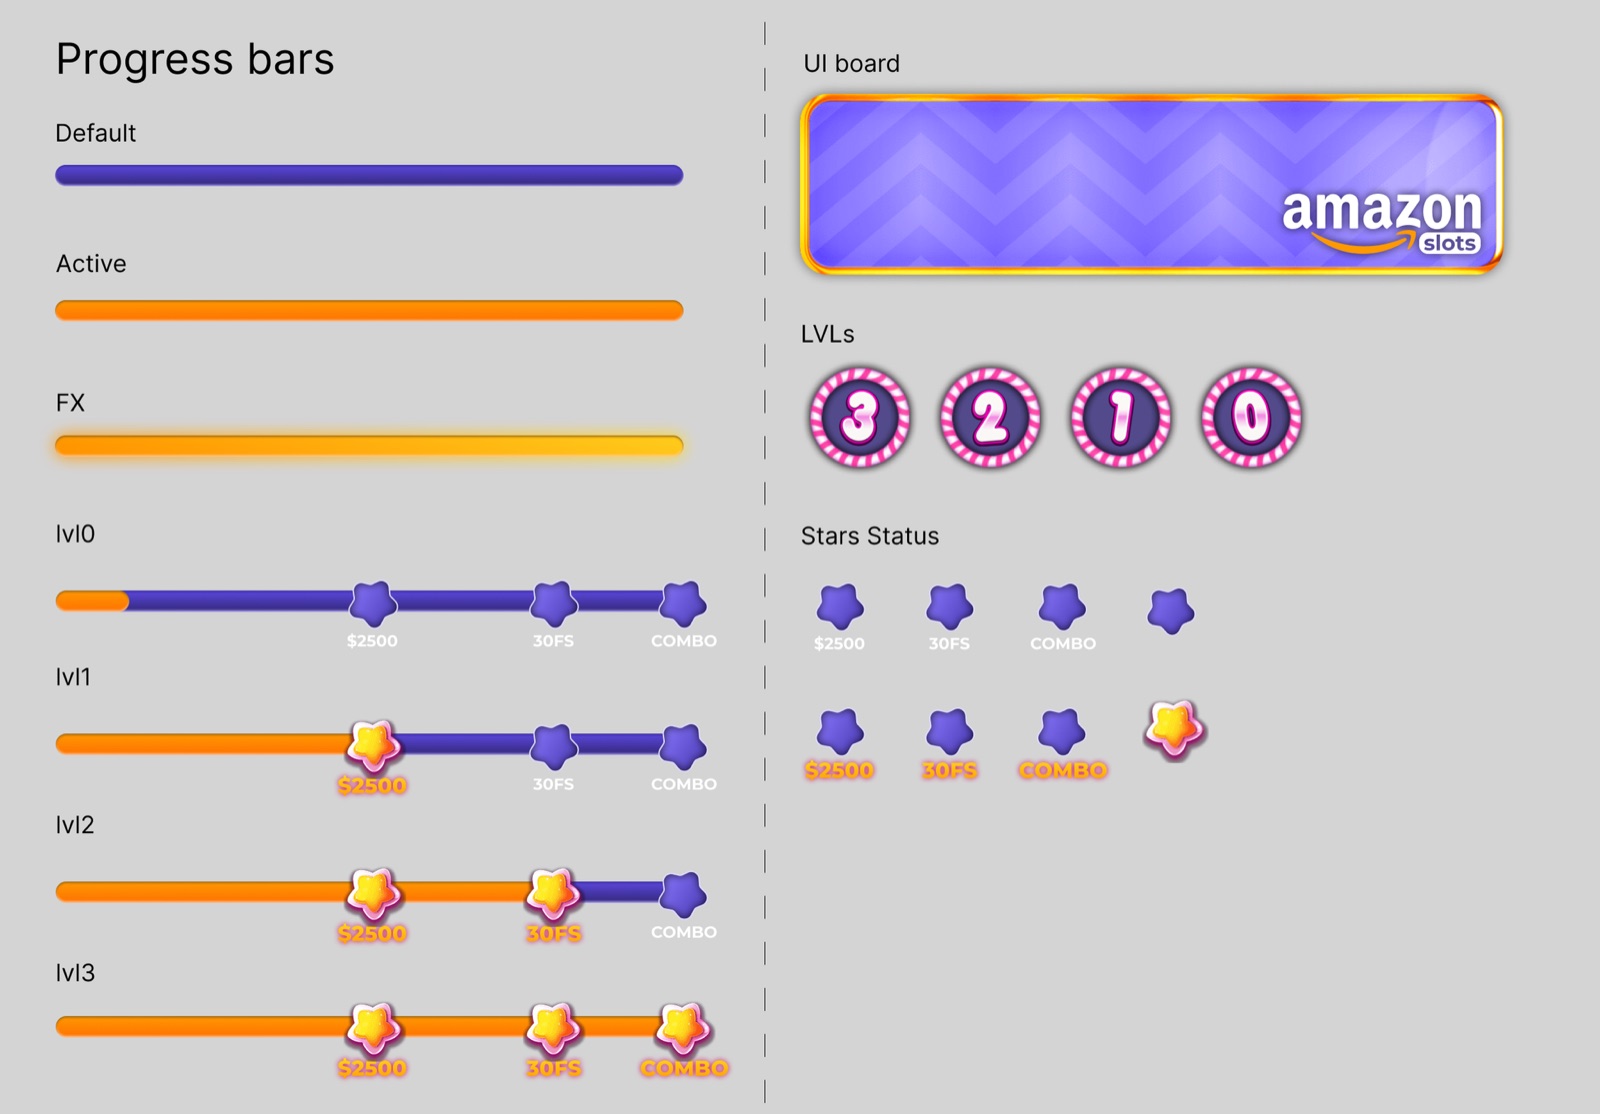 Progress bars
Default
Active
FX
lvl0
$2500 30FS COMBO
lvl1
$2500 30FS COMBO
lvl2
$2500 30FS COMBO
lvl3
$2500 30FS COMBO
UI board
amazon
slots
LVLs
3 2 1 0
Stars Status
$2500 30FS COMBO
$2500 30FS COMBO